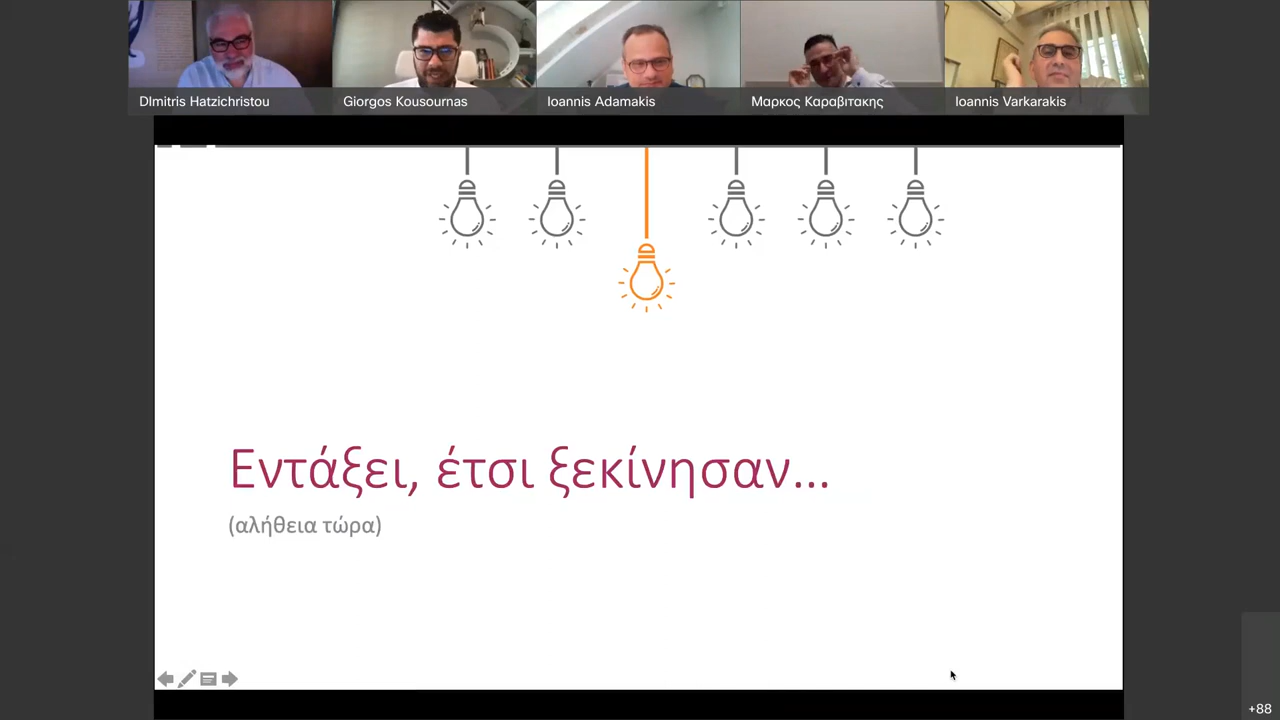 DImitris Hatzichristou
Giorgos Kousournas
Ioannis Adamakis
Μαρκος Καραβιτακης
Ioannis Varkarakis
Εντάξει, έτσι ξεκίνησαν...
(αλήθεια τώρα)
+88